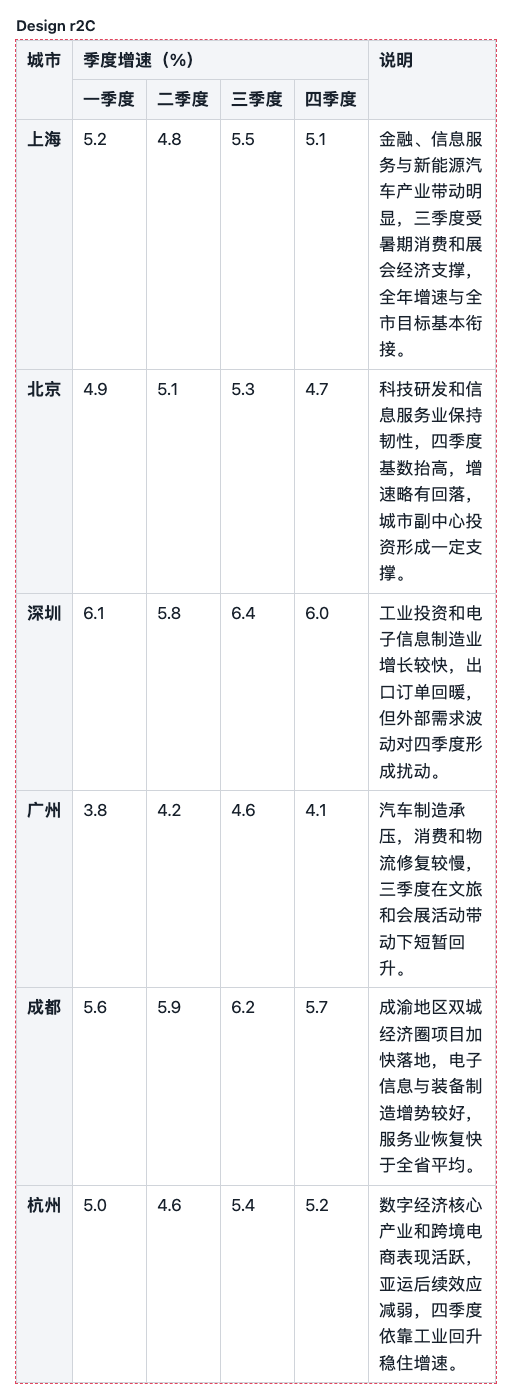 Design r2C
城市 季度增速（%） 说明
一季度 二季度 三季度 四季度
上海 5.2 4.8 5.5 5.1 金融、信息服
务与新能源汽
车产业带动明
显，三季度受
暑期消费和展
会经济支撑，
全年增速与全
市目标基本衔
接。
北京 4.9 5.1 5.3 4.7 科技研发和信
息服务业保持
韧性，四季度
基数抬高，增
速略有回落，
城市副中心投
资形成一定支
撑。
深圳 6.1 5.8 6.4 6.0 工业投资和电
子信息制造业
增长较快，出
口订单回暖，
但外部需求波
动对四季度形
成扰动。
广州 3.8 4.2 4.6 4.1 汽车制造承
压，消费和物
流修复较慢，
三季度在文旅
和会展活动带
动下短暂回
升。
成都 5.6 5.9 6.2 5.7 成渝地区双城
经济圈项目加
快落地，电子
信息与装备制
造增势较好，
服务业恢复快
于全省平均。
杭州 5.0 4.6 5.4 5.2 数字经济核心
产业和跨境电
商表现活跃，
亚运后续效应
减弱，四季度
依靠工业回升
稳住增速。